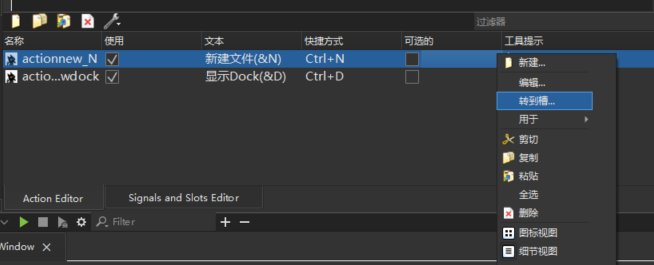 过滤器
名称 使用 文本 快捷方式 可选的 工具提示
actionnew_N 新建文件(&N) Ctrl+N
actio...wdock 显示Dock(&D) Ctrl+D
新建...
编辑...
转到槽...
用于
剪切
复制
粘贴
全选
删除
图标视图
细节视图
Action Editor Signals and Slots Editor
Filter
Window